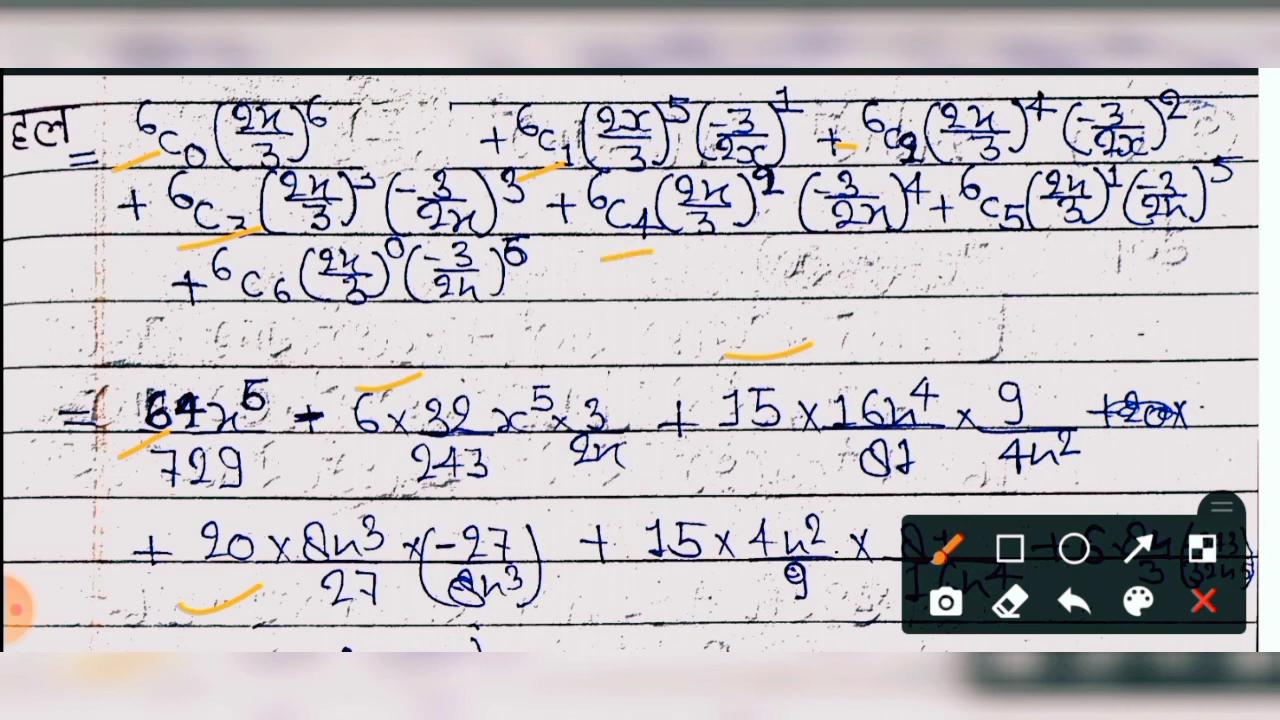 हल = ⁶C₀(2x/3)⁶ + ⁶C₁(2x/3)⁵(-3/2x)¹ + ⁶C₂(2x/3)⁴(-3/2x)²
+ ⁶C₃(2x/3)³(-3/2x)³ + ⁶C₄(2x/3)²(-3/2x)⁴ + ⁶C₅(2x/3)¹(-3/2x)⁵
+ ⁶C₆(2x/3)⁰(-3/2x)⁶
= 64x⁶/729 - 6 × 32/243 x⁵ × 3/2x + 15 × 16x⁴/81 × 9/4x²
+ 20 × 8x³/27 × (-27/8x³) + 15 × 4x²/9 ×